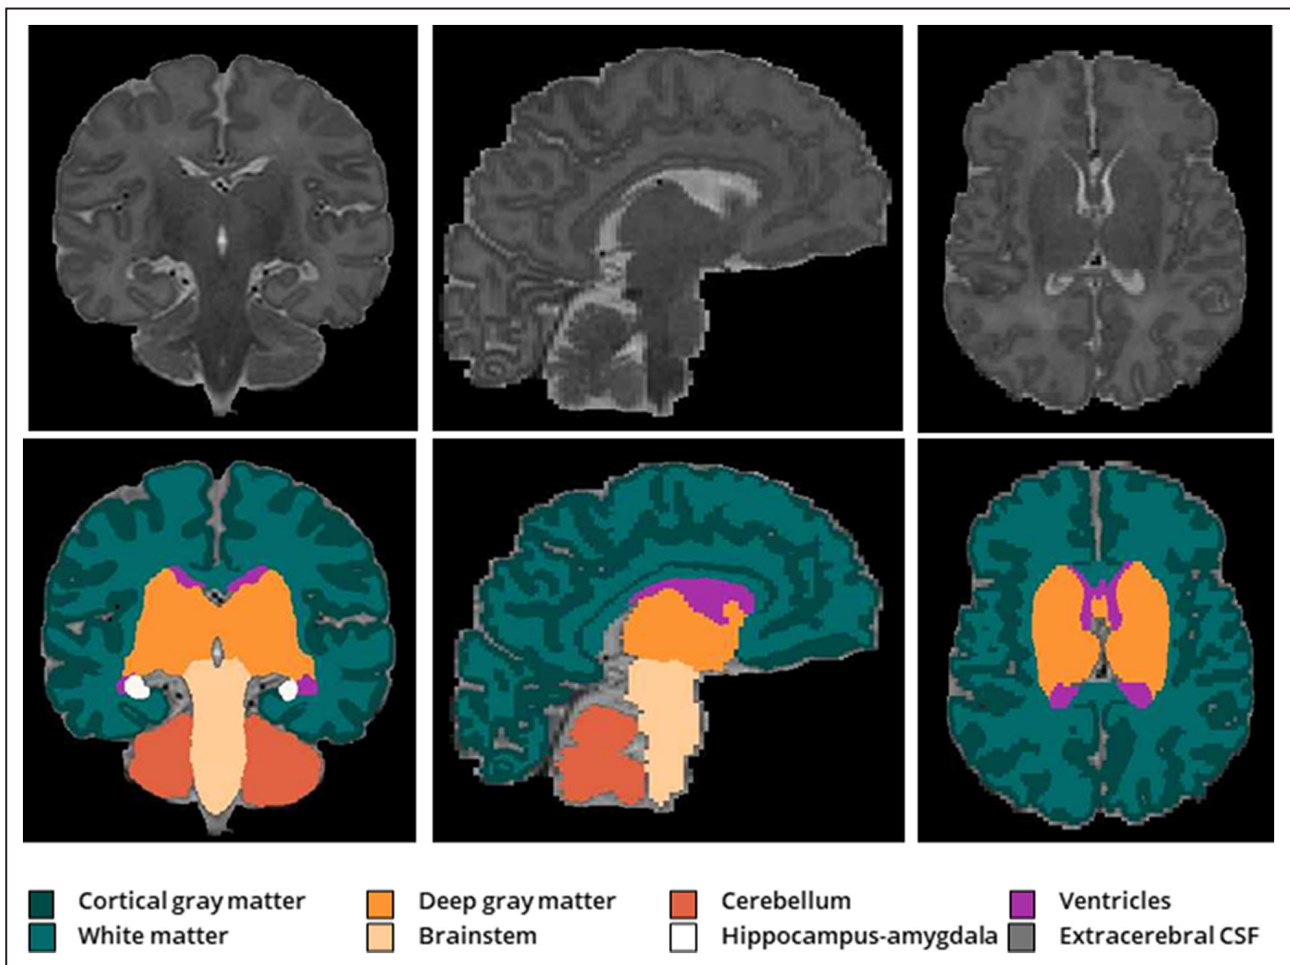 Cortical gray matter
Deep gray matter
Cerebellum
Ventricles
White matter
Brainstem
Hippocampus-amygdala
Extracerebral CSF